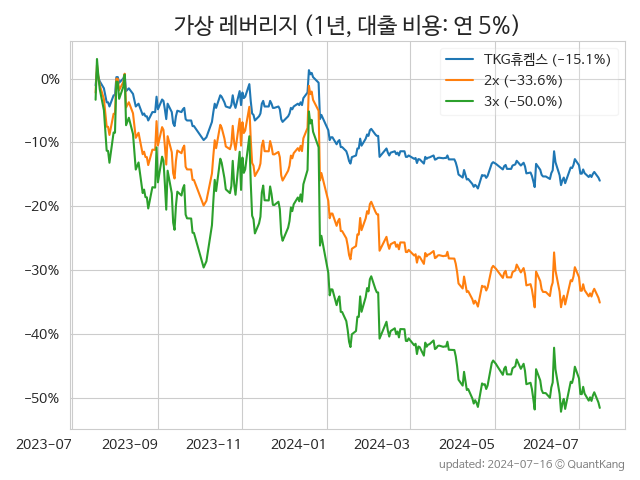 가상 레버리지 (1년, 대출 비용: 연 5%)
TKG휴켐스 (−15.1%)
2x (−33.6%)
3x (−50.0%)
0%
−10%
−20%
−30%
−40%
−50%
2023-07 2023-09 2023-11 2024-01 2024-03 2024-05 2024-07
updated: 2024-07-16 © QuantKang